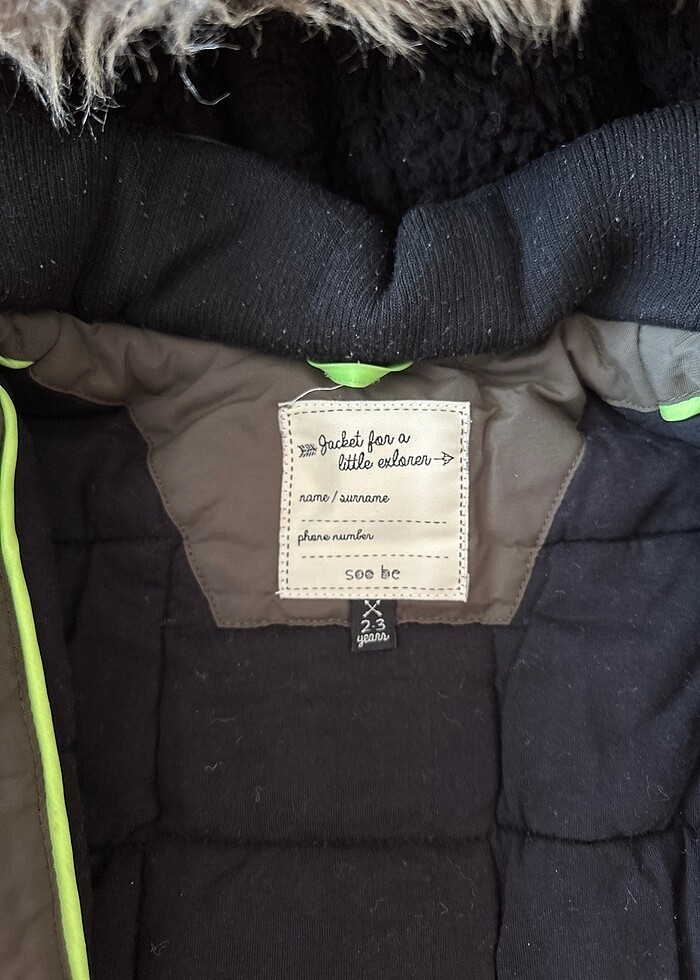 Jacket for a
little exlorer
name / surname
phone number
soo be
2-3
years